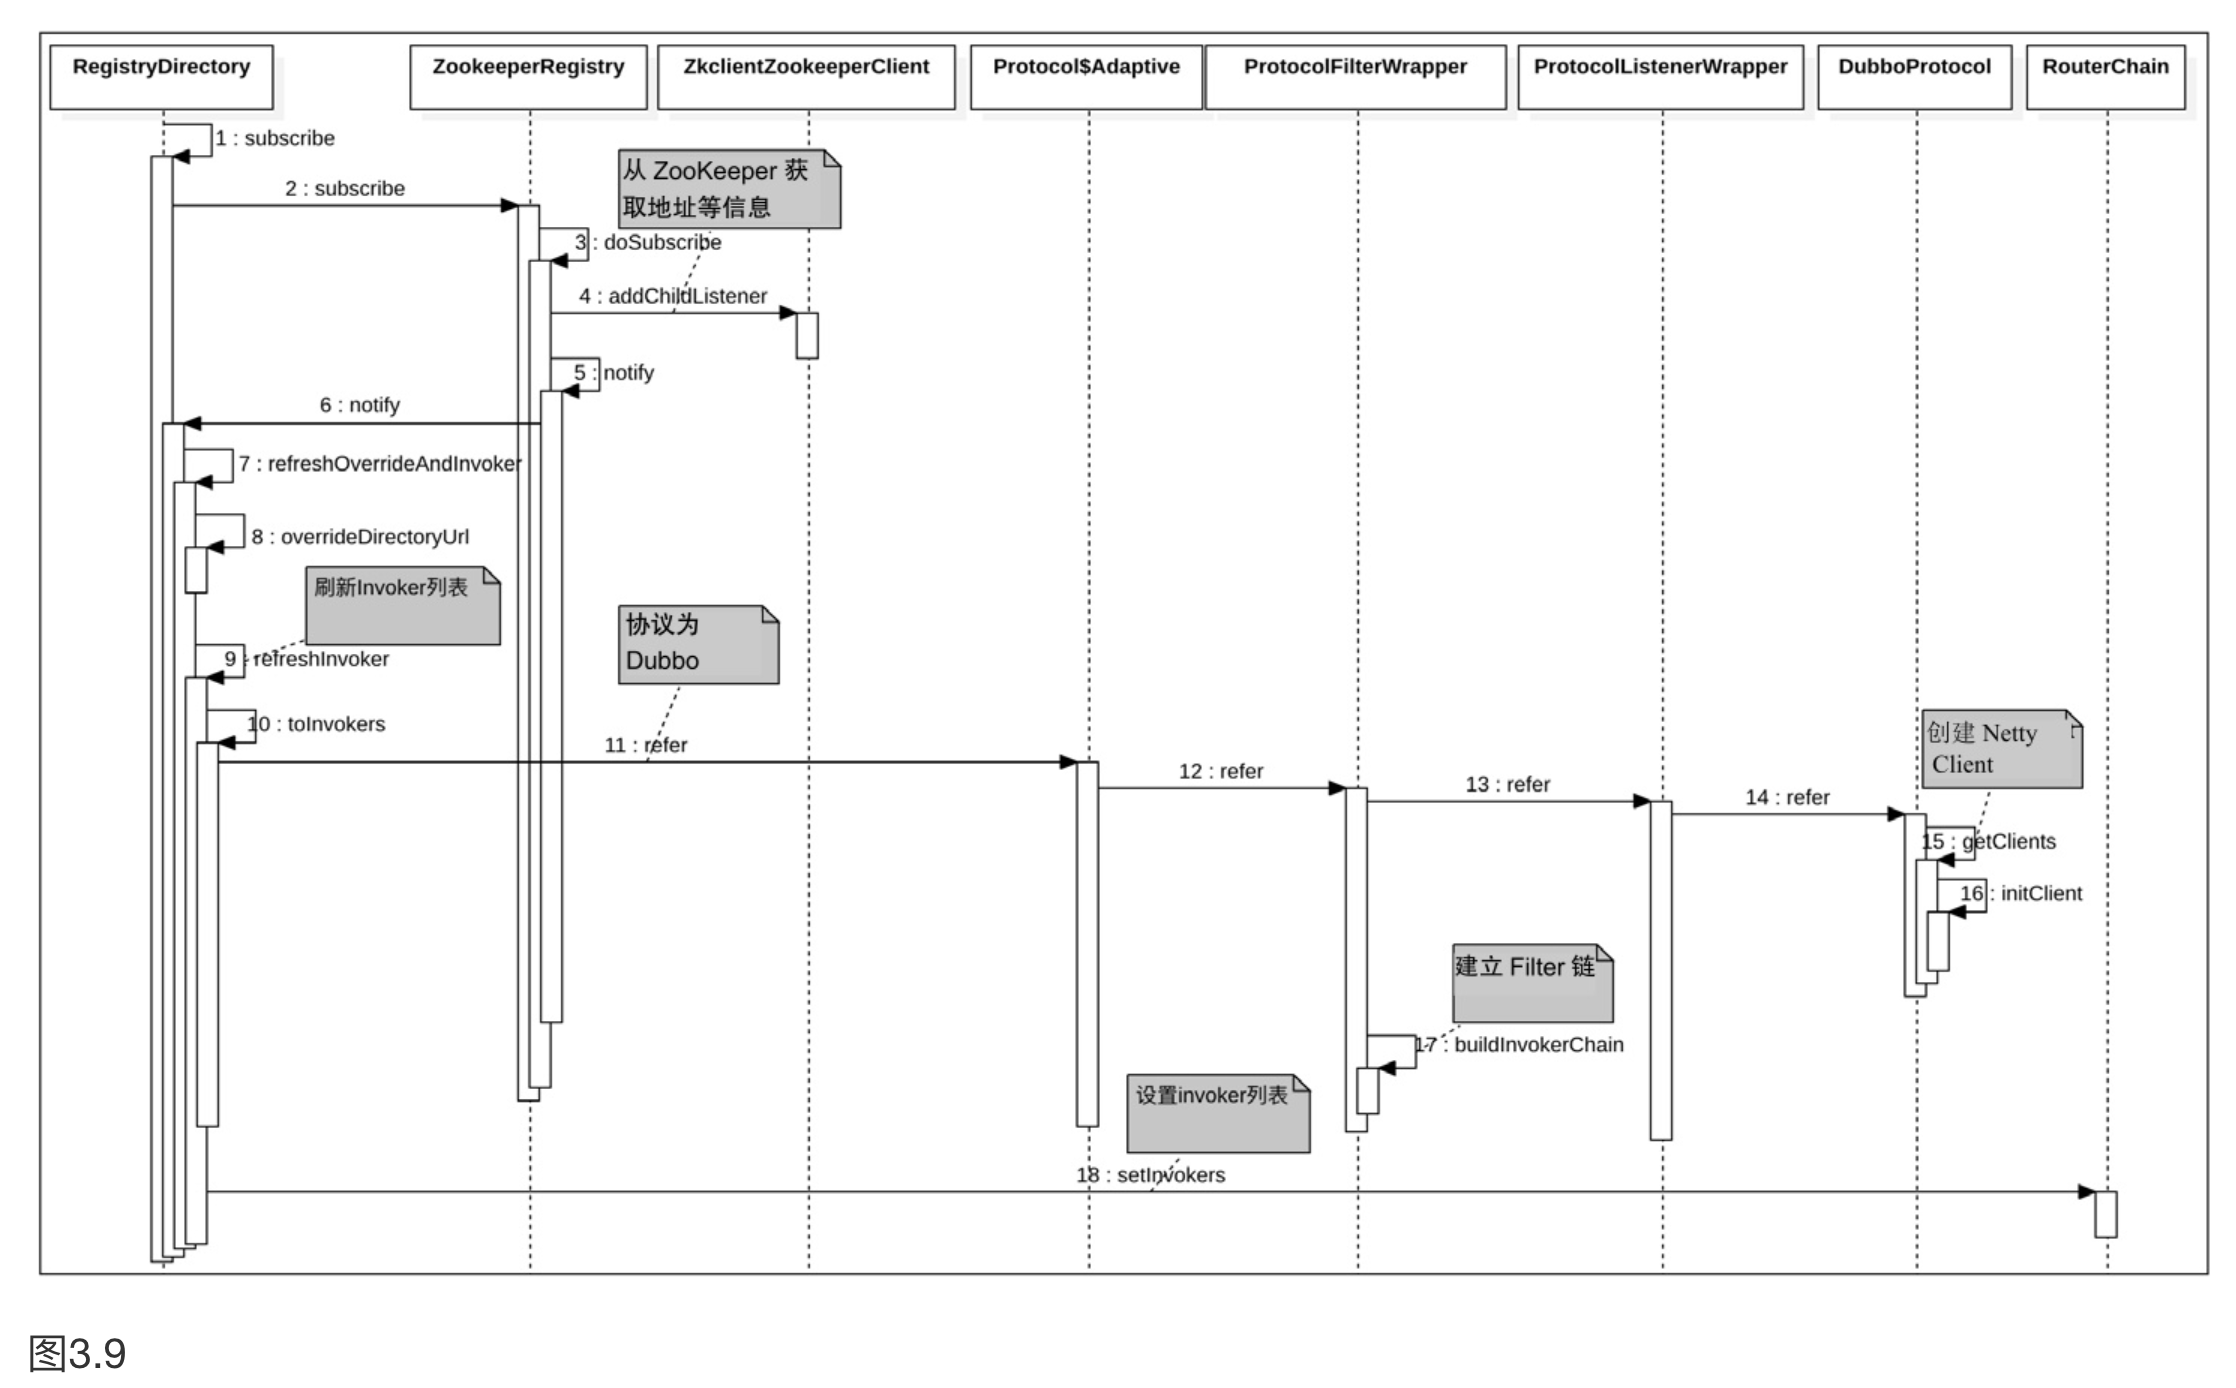 RegistryDirectory
ZookeeperRegistry
ZkclientZookeeperClient
Protocol$Adaptive
ProtocolFilterWrapper
ProtocolListenerWrapper
DubboProtocol
RouterChain
1 : subscribe
从 ZooKeeper 获
取地址等信息
2 : subscribe
3 : doSubscribe
4 : addChildListener
5 : notify
6 : notify
7 : refreshOverrideAndInvoker
8 : overrideDirectoryUrl
刷新Invoker列表
协议为
Dubbo
9 : refreshInvoker
10 : toInvokers
创建 Netty
Client
11 : refer
12 : refer
13 : refer
14 : refer
15 : getClients
16 : initClient
建立 Filter 链
17 : buildInvokerChain
设置invoker列表
18 : setInvokers
图3.9